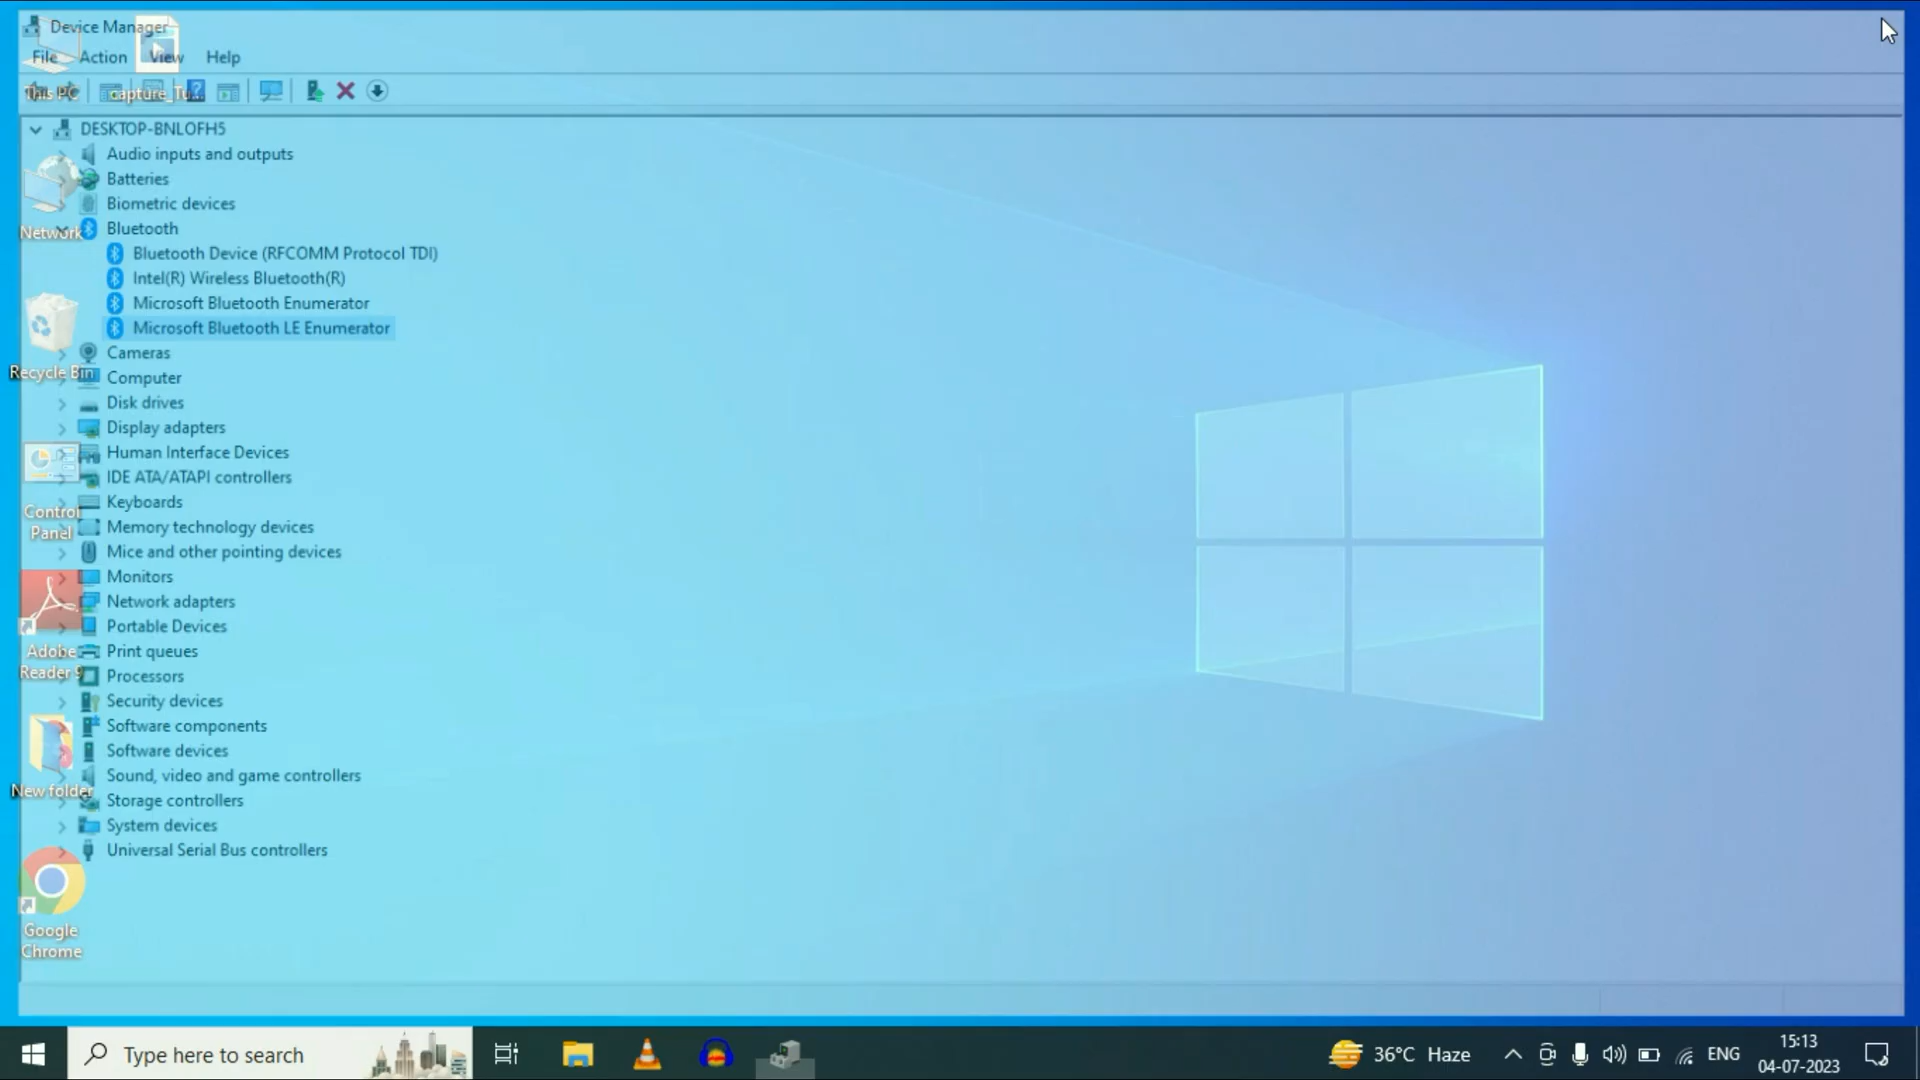 Device Manager
File Action View Help
This PC
capture_Tu...
DESKTOP-BNLOFH5
Audio inputs and outputs
Batteries
Biometric devices
Bluetooth
Network
Bluetooth Device (RFCOMM Protocol TDI)
Intel(R) Wireless Bluetooth(R)
Microsoft Bluetooth Enumerator
Microsoft Bluetooth LE Enumerator
Cameras
Recycle Bin
Computer
Disk drives
Display adapters
Human Interface Devices
IDE ATA/ATAPI controllers
Keyboards
Control
Panel
Memory technology devices
Mice and other pointing devices
Monitors
Network adapters
Portable Devices
Adobe
Reader 9
Print queues
Processors
Security devices
Software components
Software devices
Sound, video and game controllers
New folder
Storage controllers
System devices
Universal Serial Bus controllers
Google
Chrome
Type here to search
36°C Haze
ENG
15:13
04-07-2023